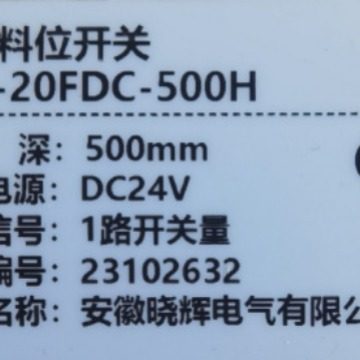 料位开关
-20FDC-500H
深：500mm
电源：DC24V
信号：1路开关量
编号：23102632
名称：安徽晓辉电气有限公